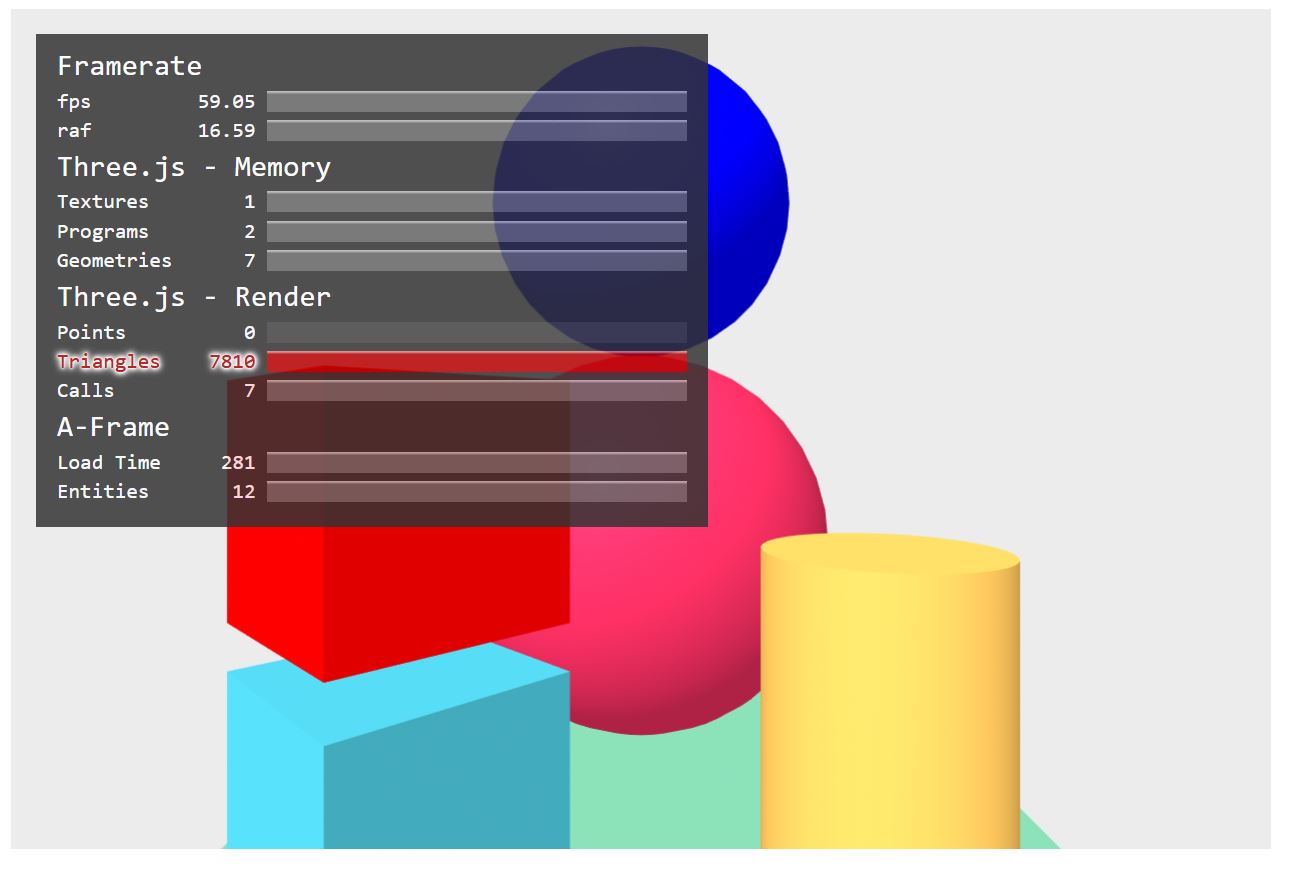 Framerate
fps 59.05
raf 16.59
Three.js - Memory
Textures 1
Programs 2
Geometries 7
Three.js - Render
Points 0
Triangles 7810
Calls 7
A-Frame
Load Time 281
Entities 12